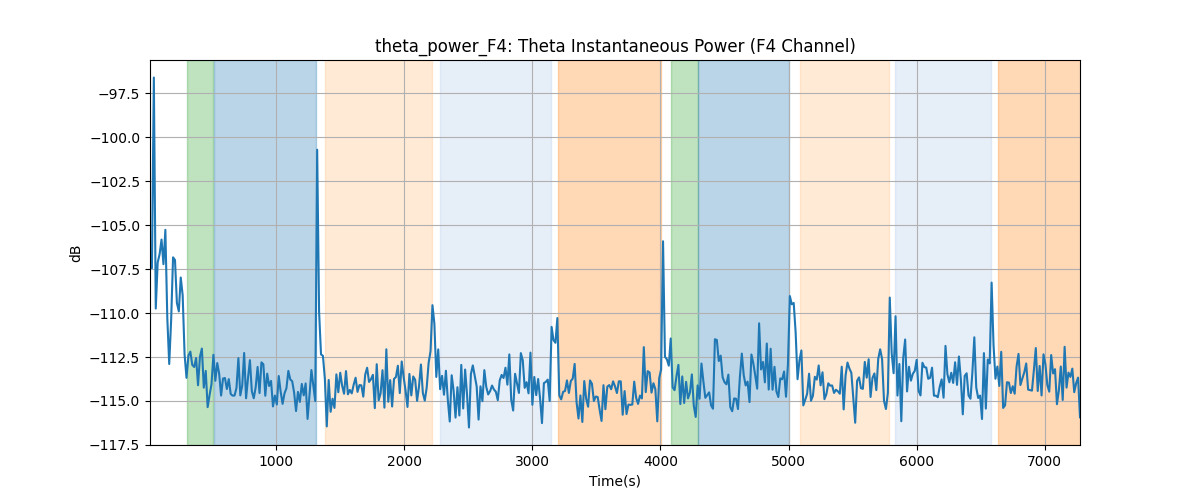 theta_power_F4: Theta Instantaneous Power (F4 Channel)
−97.5
−100.0
−102.5
−105.0
−107.5
−110.0
−112.5
−115.0
−117.5
dB
1000 2000 3000 4000 5000 6000 7000
Time(s)